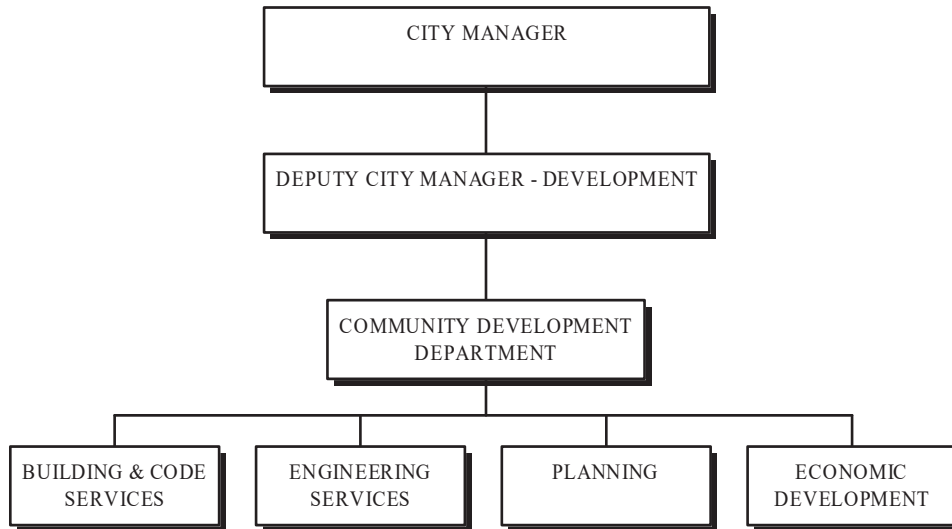 CITY MANAGER
DEPUTY CITY MANAGER - DEVELOPMENT
COMMUNITY DEVELOPMENT
DEPARTMENT
BUILDING & CODE
SERVICES
ENGINEERING
SERVICES
PLANNING
ECONOMIC
DEVELOPMENT